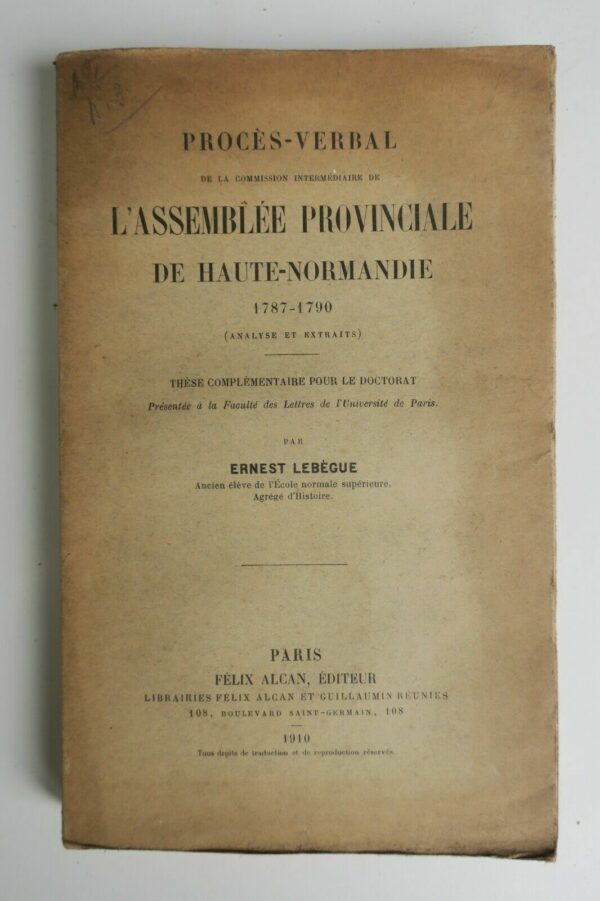 PROCÈS-VERBAL
DE LA COMMISSION INTERMÉDIAIRE DE
L'ASSEMBLÉE PROVINCIALE
DE HAUTE-NORMANDIE
1787-1790
(ANALYSE ET EXTRAITS)
THÈSE COMPLÉMENTAIRE POUR LE DOCTORAT
Présentée à la Faculté des Lettres de l'Université de Paris.
PAR
ERNEST LEBÈGUE
Ancien élève de l'École normale supérieure.
Agrégé d'Histoire.
PARIS
FÉLIX ALCAN, ÉDITEUR
LIBRAIRIES FÉLIX ALCAN ET GUILLAUMIN RÉUNIES
108, BOULEVARD SAINT-GERMAIN, 108
1910
Tous droits de traduction et de reproduction réservés.